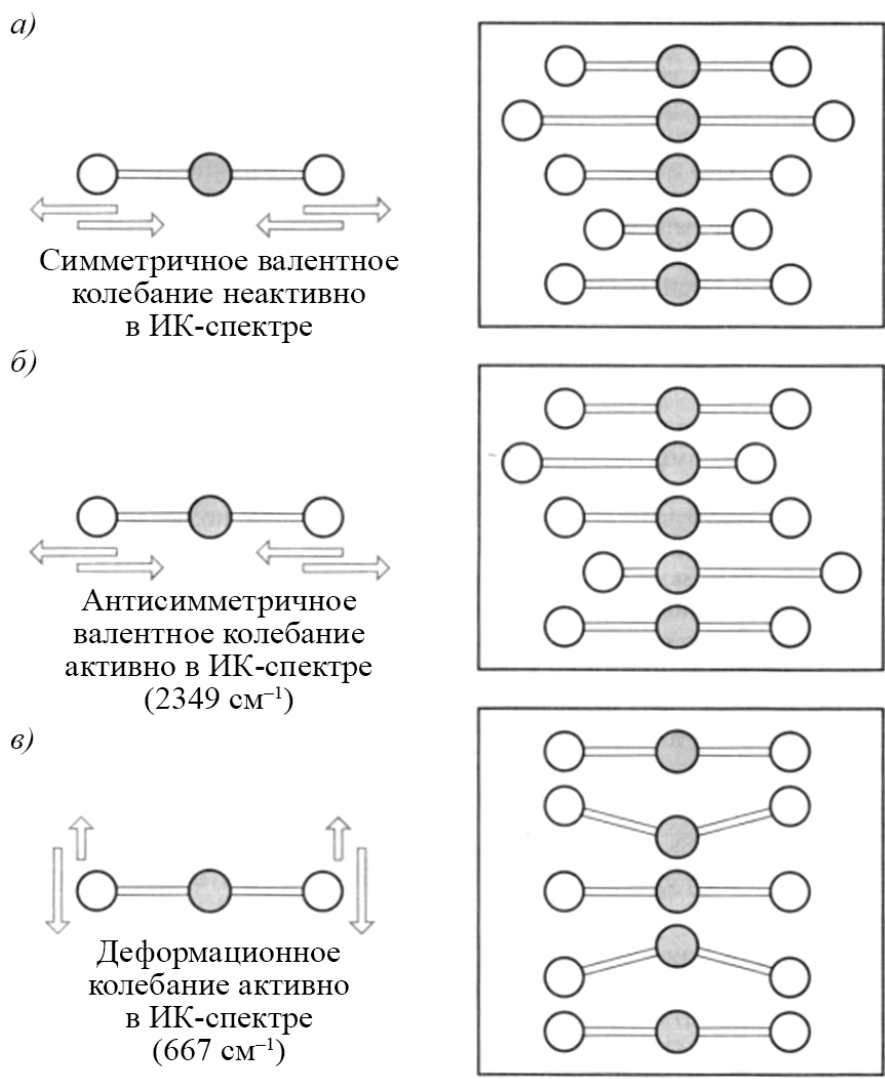 а)
Симметричное валентное
колебание неактивно
в ИК-спектре
б)
Антисимметричное
валентное колебание
активно в ИК-спектре
(2349 см⁻¹)
в)
Деформационное
колебание активно
в ИК-спектре
(667 см⁻¹)